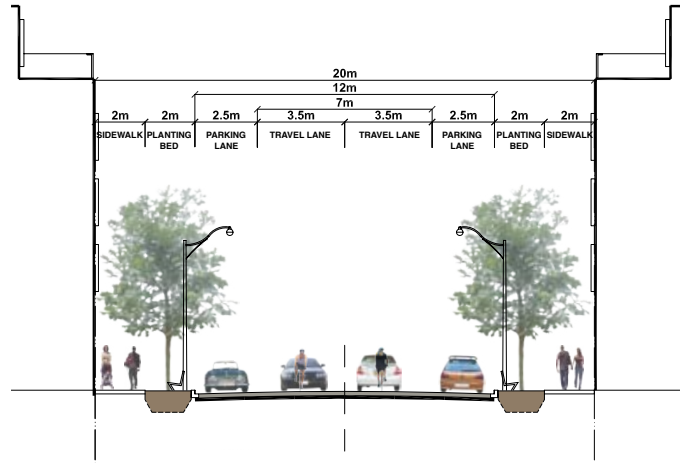 20m
12m
7m
2m 2m 2.5m 3.5m 3.5m 2.5m 2m 2m
SIDEWALK PLANTING PARKING TRAVEL LANE TRAVEL LANE PARKING PLANTING SIDEWALK
BED LANE LANE BED